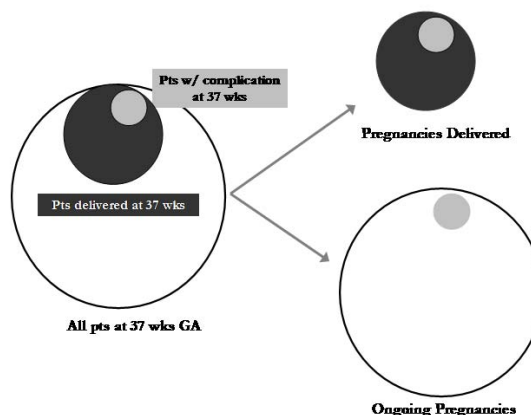 Pts w/ complication
at 37 wks
Pregnancies Delivered
Pts delivered at 37 wks
All pts at 37 wks GA
Ongoing Pregnancies